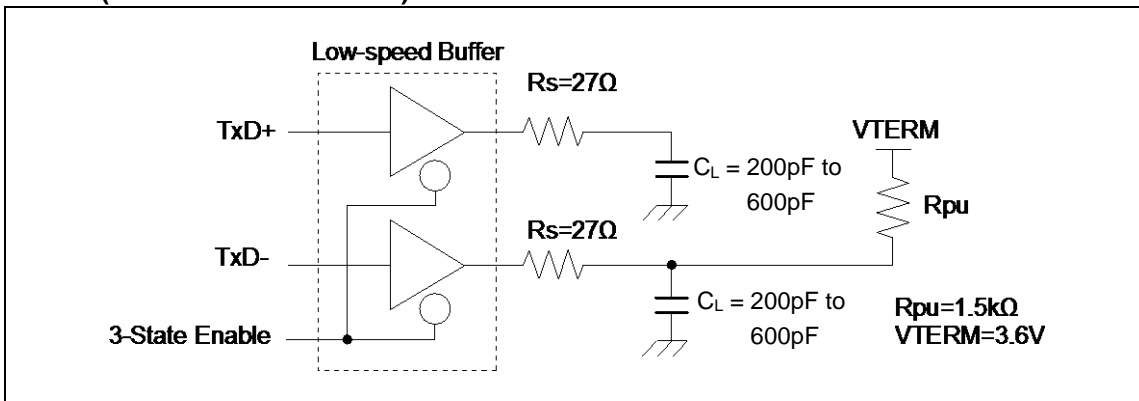 Low-speed Buffer
Rs=27Ω
TxD+
VTERM
C_L = 200pF to
600pF
Rpu
Rs=27Ω
TxD-
C_L = 200pF to
600pF
Rpu=1.5kΩ
VTERM=3.6V
3-State Enable